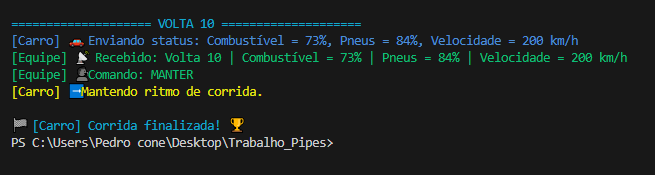 ==================== VOLTA 10 ====================
[Carro] 🚗 Enviando status: Combustível = 73%, Pneus = 84%, Velocidade = 200 km/h
[Equipe] 📡 Recebido: Volta 10 | Combustível = 73% | Pneus = 84% | Velocidade = 200 km/h
[Equipe] 👤Comando: MANTER
[Carro] ➡️Mantendo ritmo de corrida.
🏁 [Carro] Corrida finalizada! 🏆
PS C:\Users\Pedro cone\Desktop\Trabalho_Pipes>